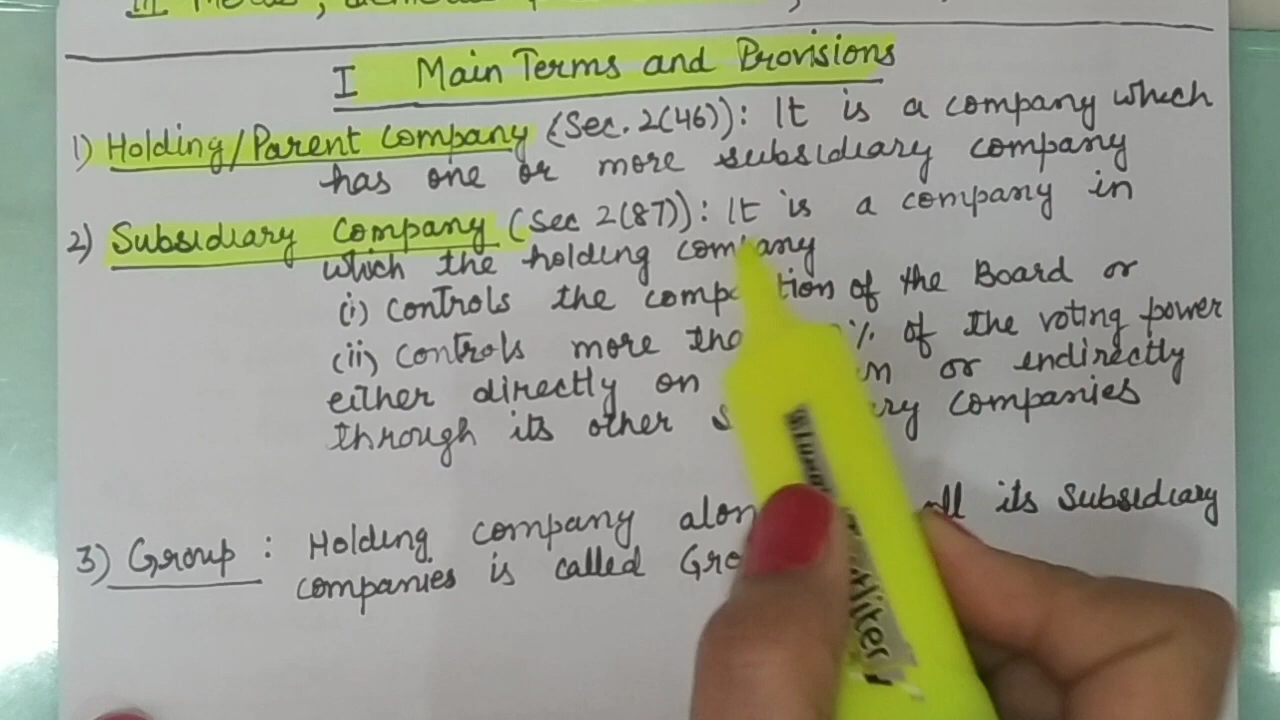 I Main Terms and Provisions
1) Holding/Parent Company (Sec. 2(46)): It is a company which
has one or more subsidiary company
2) Subsidiary Company (Sec 2(87)): It is a company in
which the holding company
(i) controls the of the Board or
(ii) controls more % of the voting power
either directly on or indirectly
through its other companies
3) Group : Holding company all its Subsidiary
companies is called